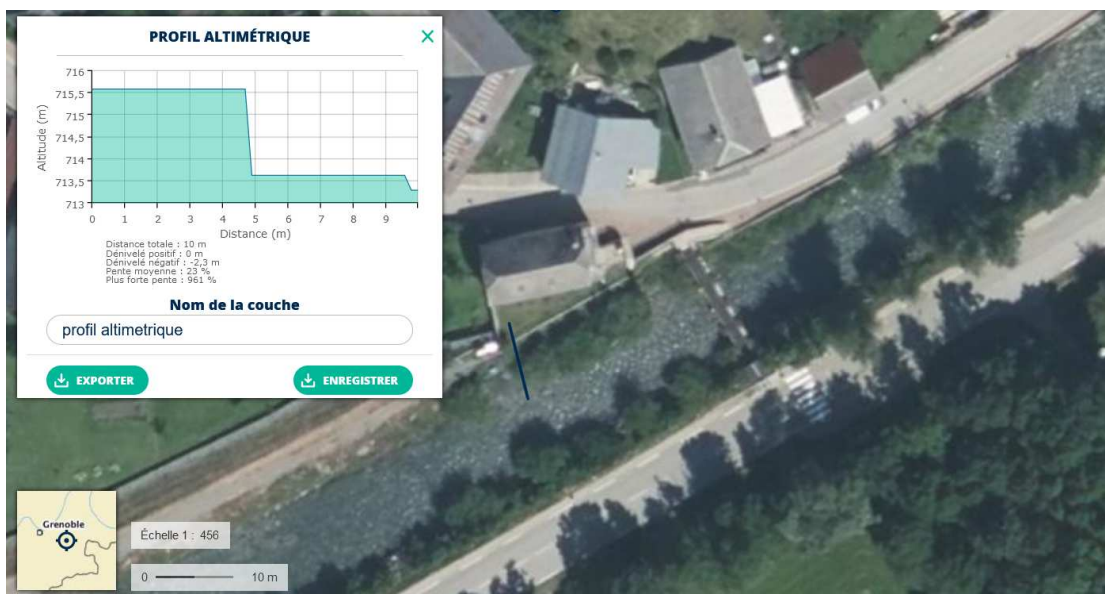 PROFIL ALTIMÉTRIQUE
716
715,5
715
714,5
714
713,5
713
Altitude (m)
0 1 2 3 4 5 6 7 8 9
Distance (m)
Distance totale : 10 m
Dénivelé positif : 0 m
Dénivelé négatif : -2,3 m
Pente moyenne : 23 %
Plus forte pente : 961 %
Nom de la couche
profil altimetrique
EXPORTER
ENREGISTRER
Grenoble
Échelle 1 : 456
0 10 m